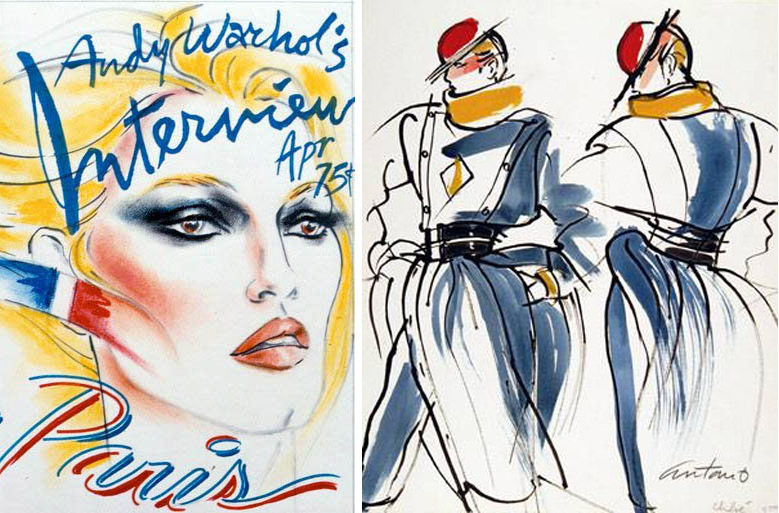 Andy Warhol's
Interview
Apr
75¢
Paris
Antonio